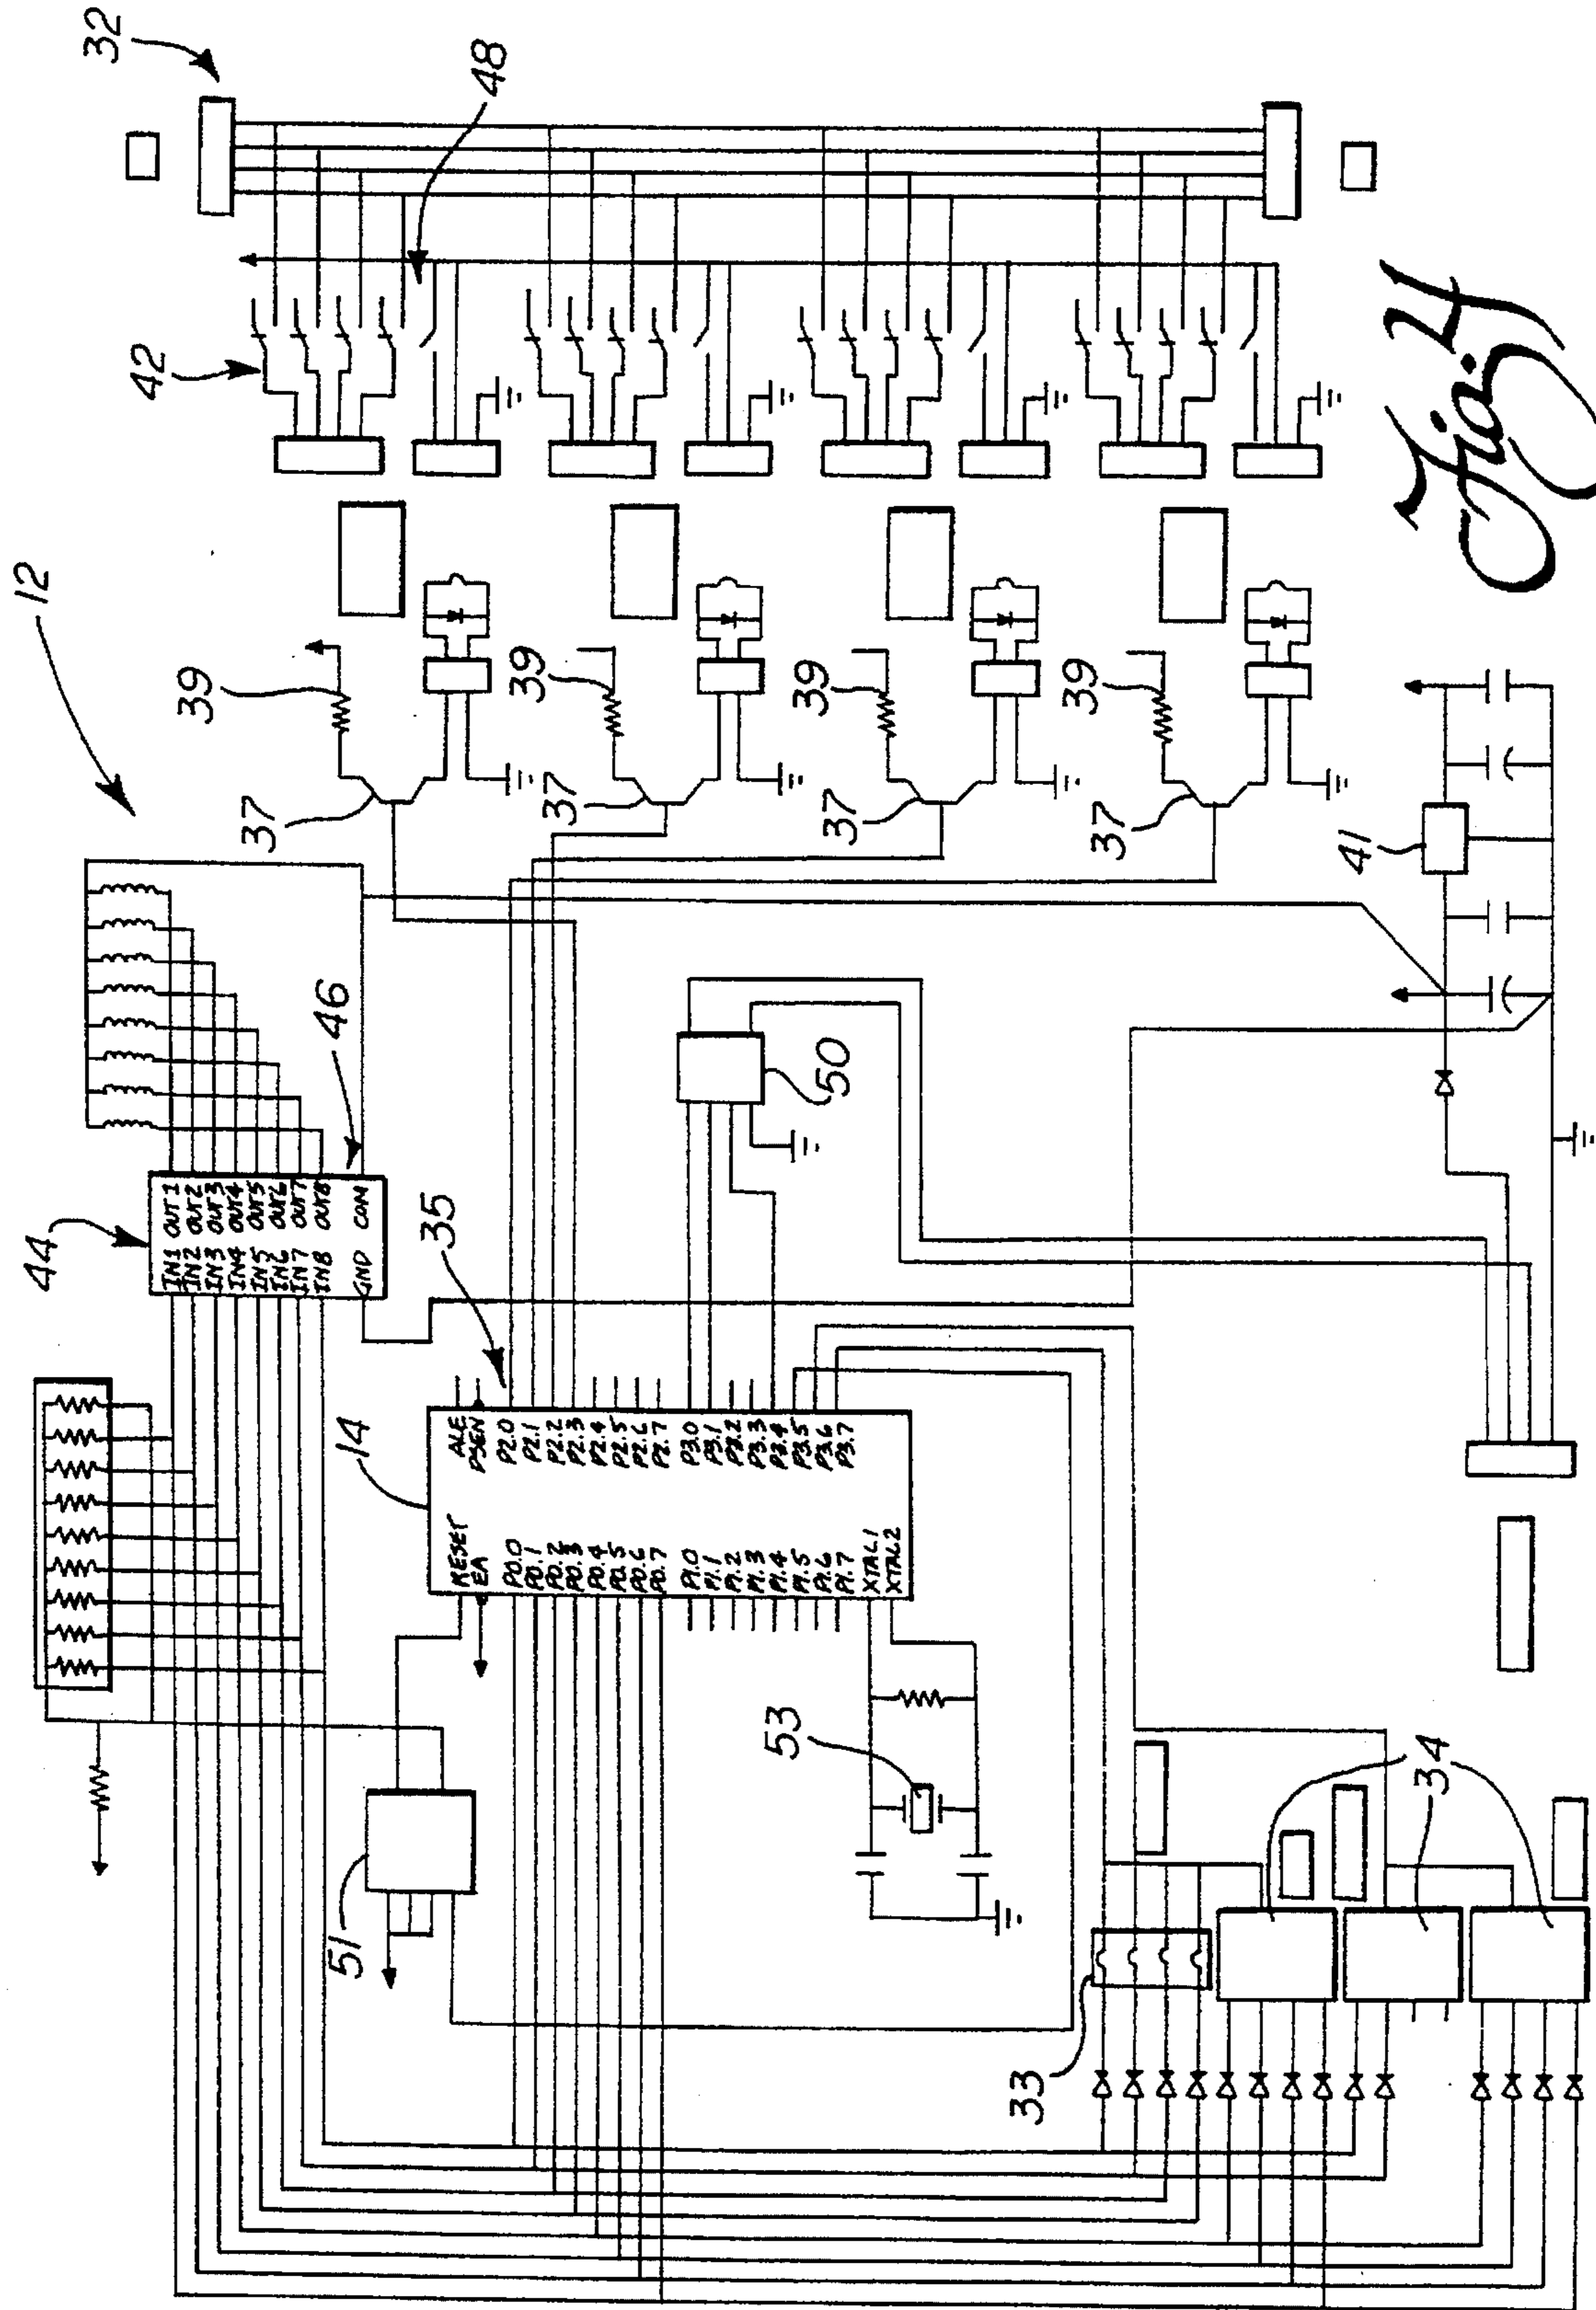 32
48
42
12
39
39
39
39
37
37
37
37
41
44
46
IN1 OUT1
IN2 OUT2
IN3 OUT3
IN4 OUT4
IN5 OUT5
IN6 OUT6
IN7 OUT7
IN8 OUT8
GND COM
50
35
14
RESET ALE
EA PSEN
P0.0 P2.0
P0.1 P2.1
P0.2 P2.2
P0.3 P2.3
P0.4 P2.4
P0.5 P2.5
P0.6 P2.6
P0.7 P2.7
P1.0 P3.0
P1.1 P3.1
P1.2 P3.2
P1.3 P3.3
P1.4 P3.4
P1.5 P3.5
P1.6 P3.6
P1.7 P3.7
XTAL1
XTAL2
51
53
33
34
34
Fig. 4